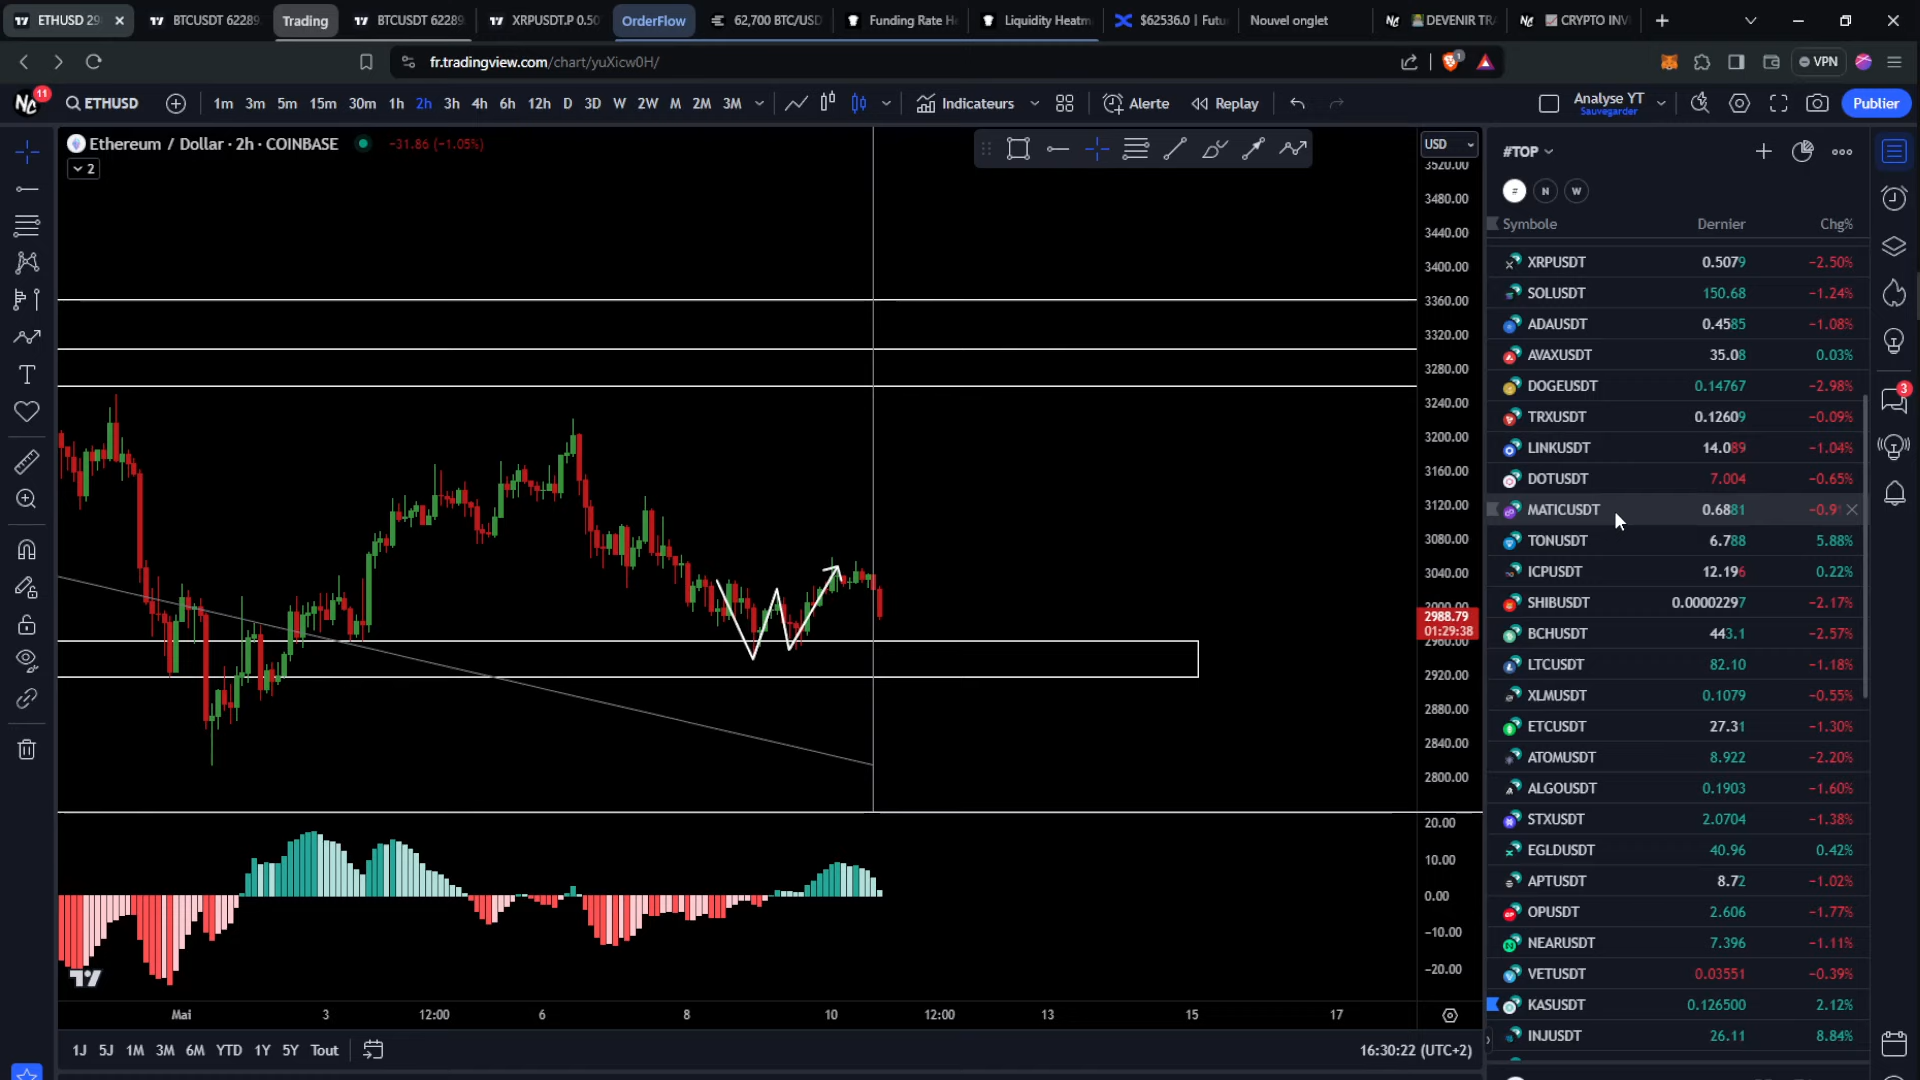 ETHUSD 29
BTCUSDT 62289
Trading
BTCUSDT 62289
XRPUSDT.P 0.50
OrderFlow
62,700 BTC/USD
Funding Rate H
Liquidity Heatm
$62536.0 | Futu
Nouvel onglet
DEVENIR TRA
CRYPTO INV
fr.tradingview.com/chart/yuXicw0H/
1
VPN
11
ETHUSD
1m 3m 5m 15m 30m 1h 2h 3h 4h 6h 12h D 3D W 2W M 2M 3M
Indicateurs
Alerte
Replay
Analyse YT
Sauvegarder
Publier
Ethereum / Dollar · 2h · COINBASE
−31.86 (−1.05%)
2
USD
3520.00
3480.00
3440.00
3400.00
3360.00
3320.00
3280.00
3240.00
3200.00
3160.00
3120.00
3080.00
3040.00
3000.00
2988.79
01:29:38
2960.00
2920.00
2880.00
2840.00
2800.00
20.00
10.00
0.00
−10.00
−20.00
Mai 3 12:00 6 8 10 12:00 13 15 17
1J 5J 1M 3M 6M YTD 1Y 5Y Tout
16:30:22 (UTC+2)
#TOP
# N W
Symbole Dernier Chg%
XRPUSDT 0.5079 −2.50%
SOLUSDT 150.68 −1.24%
ADAUSDT 0.4585 −1.08%
AVAXUSDT 35.08 0.03%
DOGEUSDT 0.14767 −2.98%
TRXUSDT 0.12609 −0.09%
LINKUSDT 14.089 −1.04%
DOTUSDT 7.004 −0.65%
MATICUSDT 0.6881 −0.9
TONUSDT 6.788 5.88%
ICPUSDT 12.196 0.22%
SHIBUSDT 0.00002297 −2.17%
BCHUSDT 443.1 −2.57%
LTCUSDT 82.10 −1.18%
XLMUSDT 0.1079 −0.55%
ETCUSDT 27.31 −1.30%
ATOMUSDT 8.922 −2.20%
ALGOUSDT 0.1903 −1.60%
STXUSDT 2.0704 −1.38%
EGLDUSDT 40.96 0.42%
APTUSDT 8.72 −1.02%
OPUSDT 2.606 −1.77%
NEARUSDT 7.396 −1.11%
VETUSDT 0.03551 −0.39%
KASUSDT 0.126500 2.12%
INJUSDT 26.11 8.84%
3